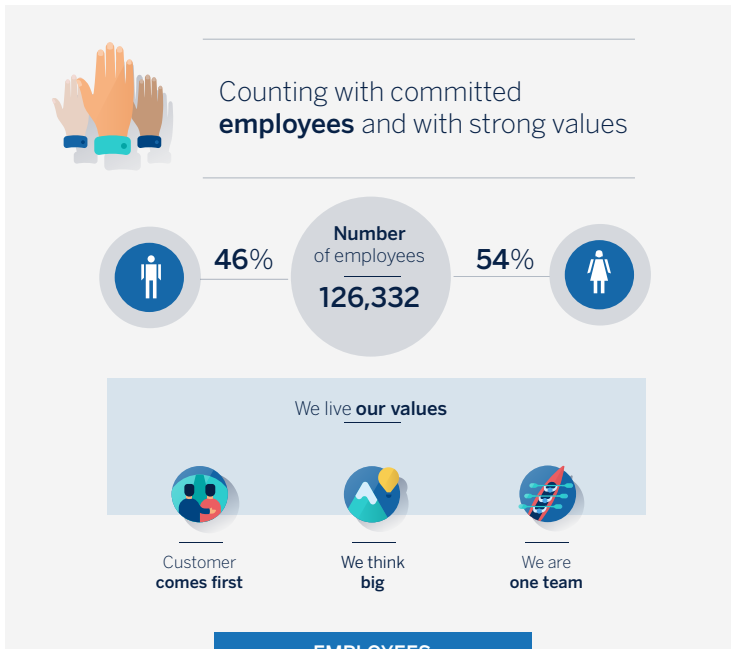 Counting with committed
employees and with strong values
46%
Number
of employees
126,332
54%
We live our values
Customer
comes first
We think
big
We are
one team
EMPLOYEES